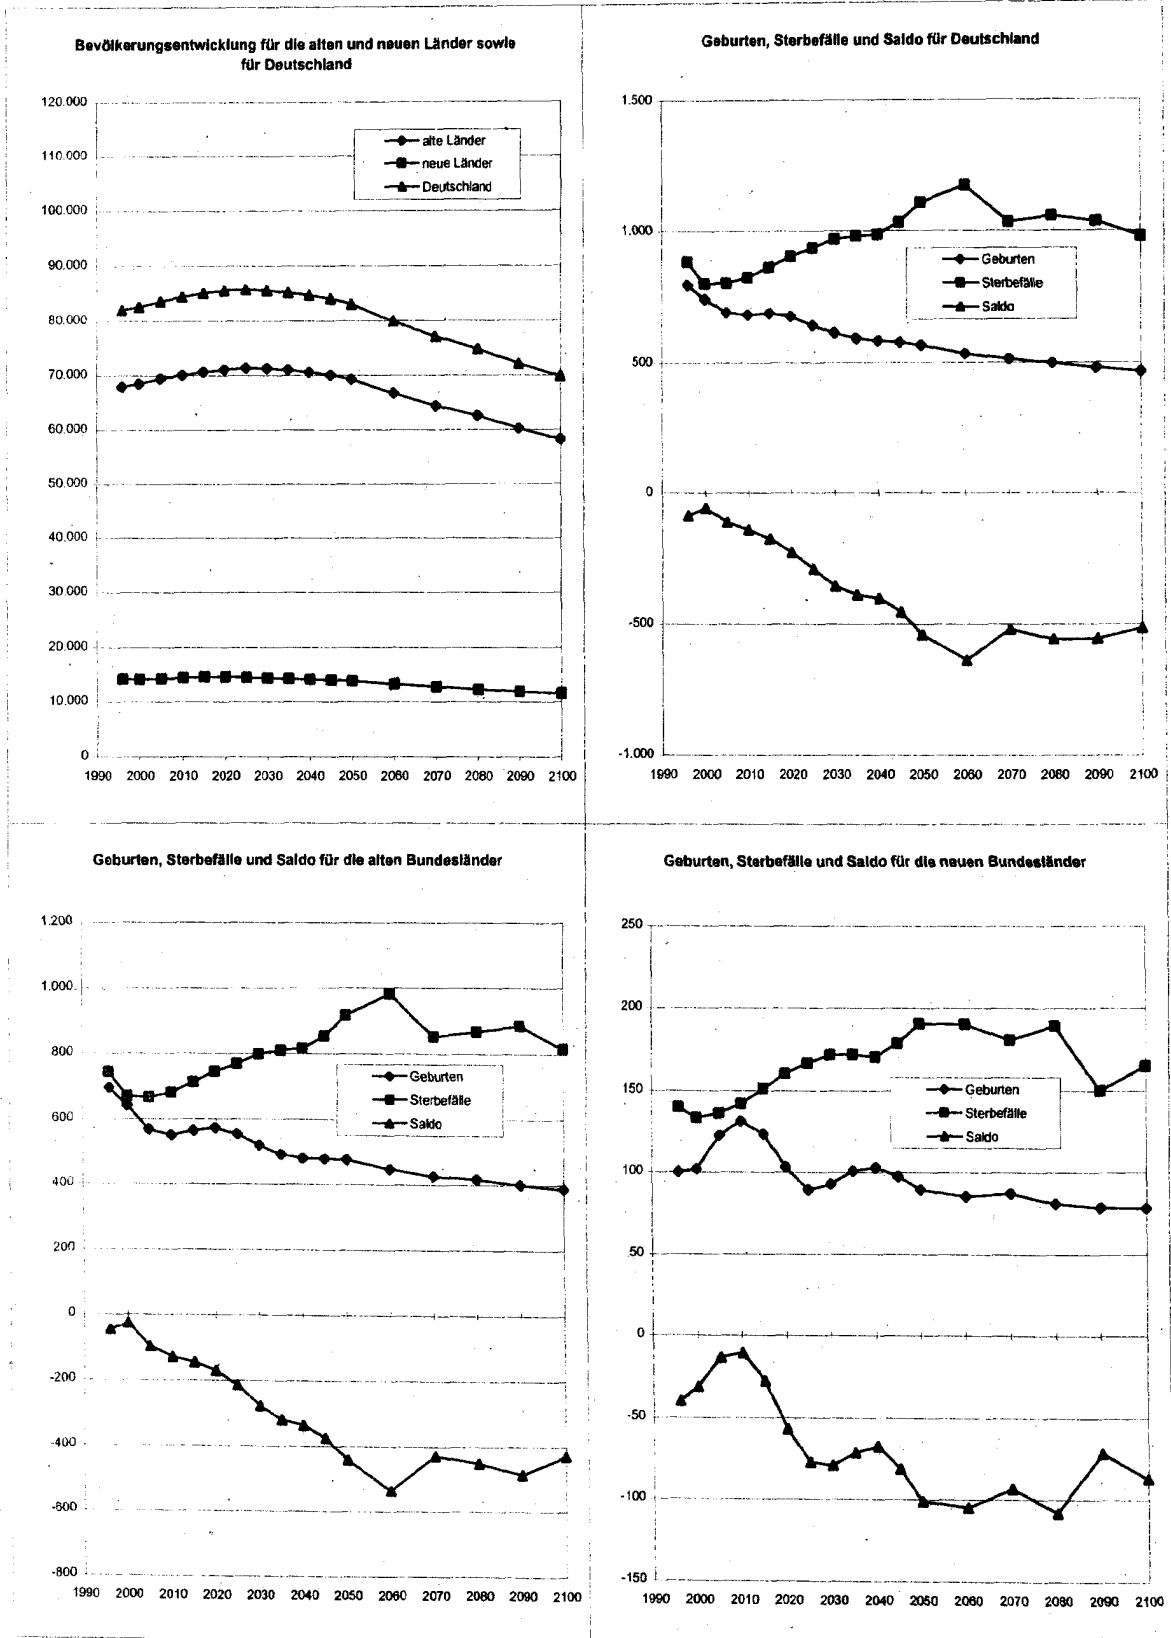 Bevölkerungsentwicklung für die alten und neuen Länder sowie
für Deutschland
120.000
110.000
100.000
90.000
80.000
70.000
60.000
50.000
40.000
30.000
20.000
10.000
0
alte Länder
neue Länder
Deutschland
1990 2000 2010 2020 2030 2040 2050 2060 2070 2080 2090 2100
Geburten, Sterbefälle und Saldo für Deutschland
1.500
1.000
500
0
-500
-1.000
Geburten
Sterbefälle
Saldo
1990 2000 2010 2020 2030 2040 2050 2060 2070 2080 2090 2100
Geburten, Sterbefälle und Saldo für die alten Bundesländer
1.200
1.000
800
600
400
200
0
-200
-400
-600
-800
Geburten
Sterbefälle
Saldo
1990 2000 2010 2020 2030 2040 2050 2060 2070 2080 2090 2100
Geburten, Sterbefälle und Saldo für die neuen Bundesländer
250
200
150
100
50
0
-50
-100
-150
Geburten
Sterbefälle
Saldo
1990 2000 2010 2020 2030 2040 2050 2060 2070 2080 2090 2100